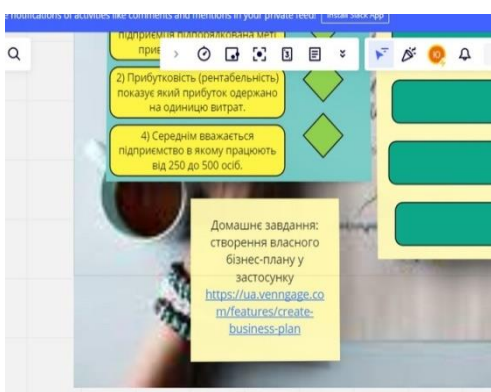 e notifications of activities like comments and mentions in your private feed!
Install Slack App
підприємця підпорядкована меті
2) Прибутковість (рентабельність)
показує який прибуток одержано
на одиницю витрат.
4) Середнім вважається
підприємство в якому працюють
від 250 до 500 осіб.
Домашнє завдання:
створення власного
бізнес-плану у
застосунку
https://ua.venngage.co
m/features/create-
business-plan